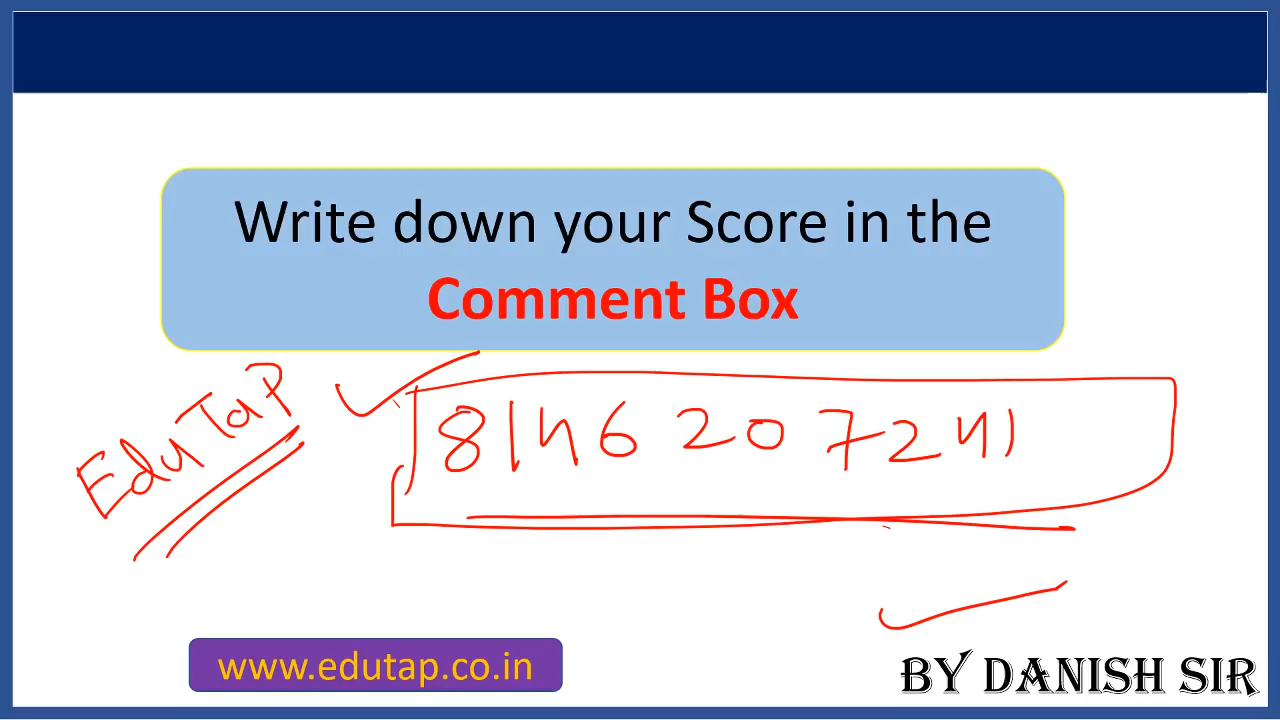 Write down your Score in the
Comment Box
EduTap
8146207241
www.edutap.co.in
BY DANISH SIR